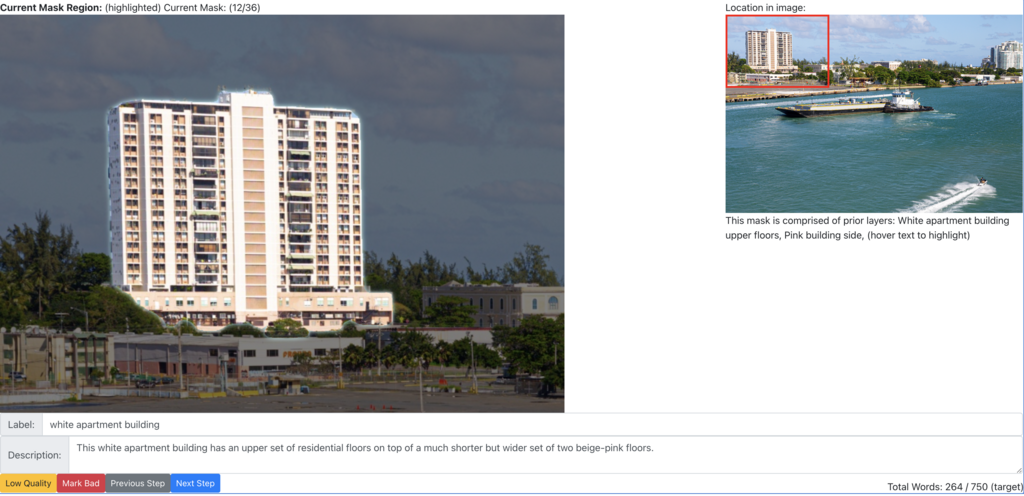 Current Mask Region: (highlighted) Current Mask: (12/36)
Location in image:
This mask is comprised of prior layers: White apartment building
upper floors, Pink building side, (hover text to highlight)
Label: white apartment building
Description: This white apartment building has an upper set of residential floors on top of a much shorter but wider set of two beige-pink floors.
Low Quality Mark Bad Previous Step Next Step
Total Words: 264 / 750 (target)